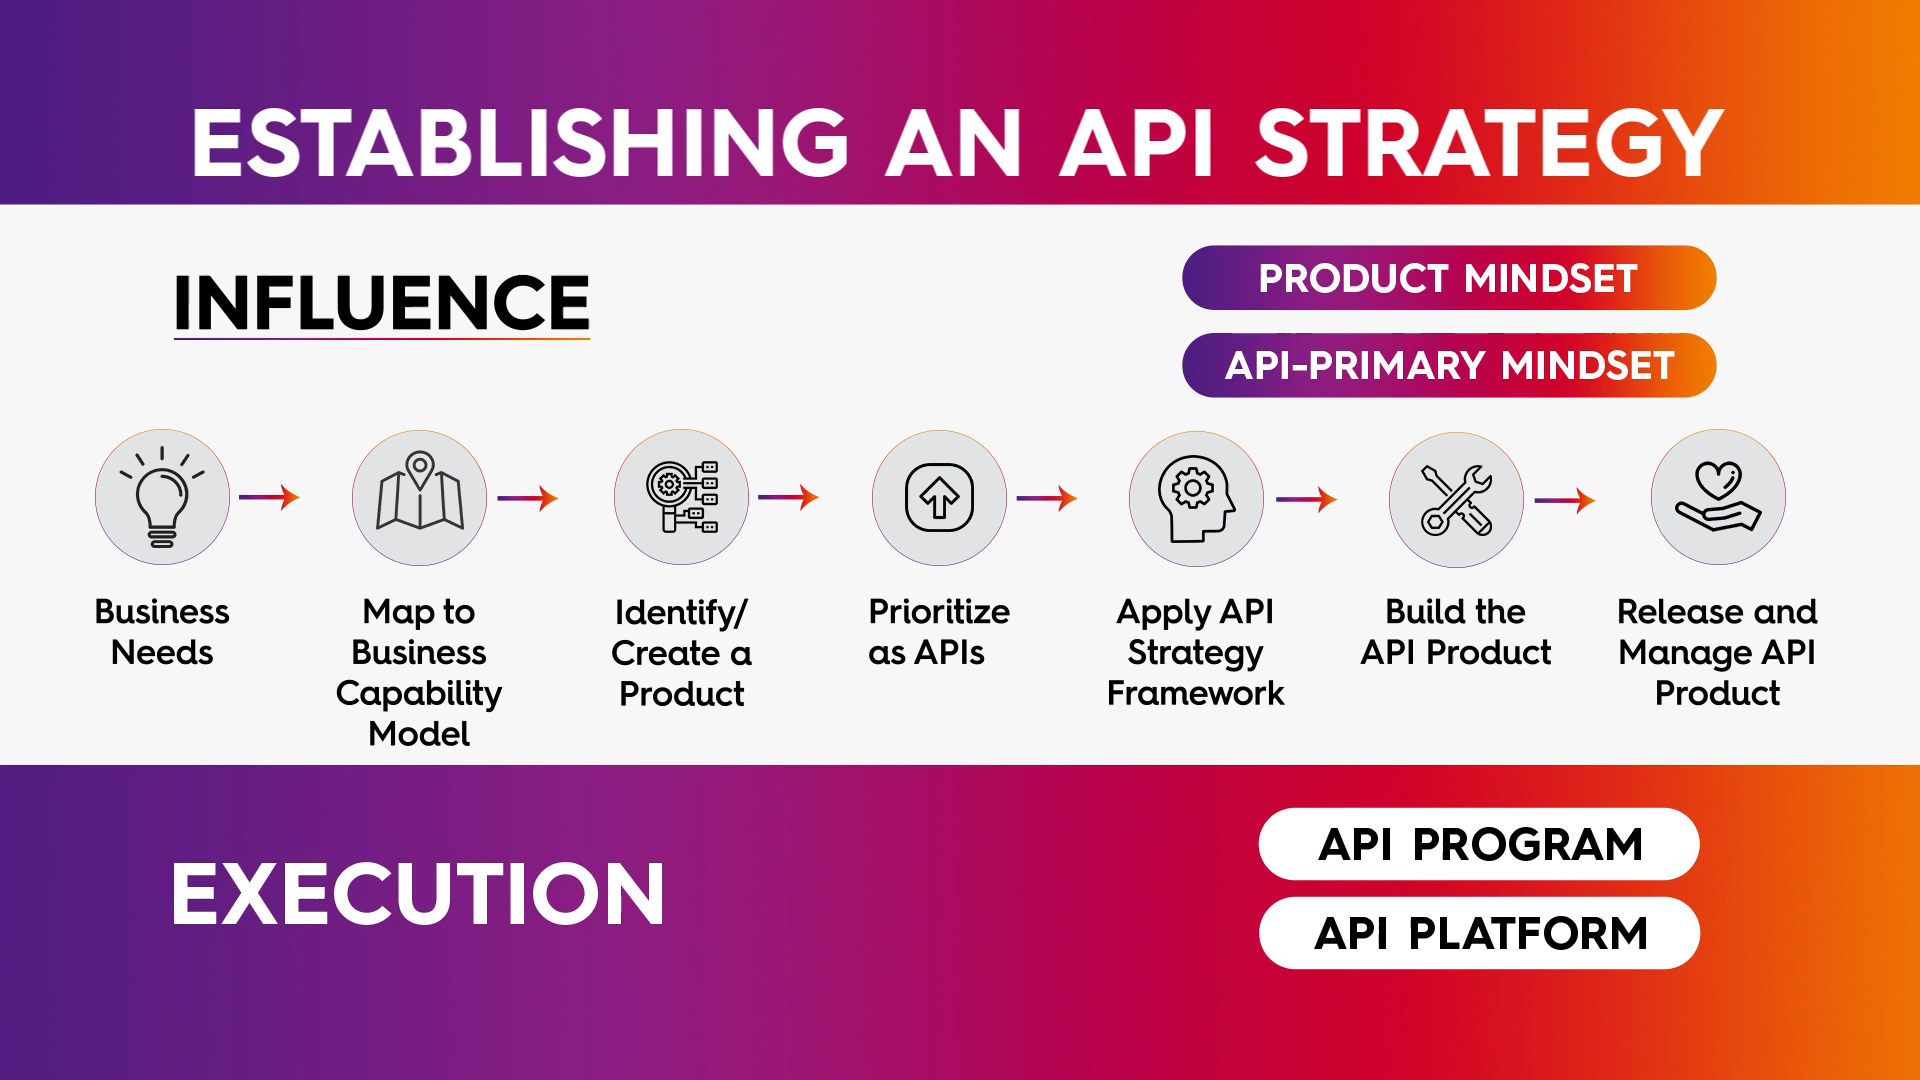 ESTABLISHING AN API STRATEGY
INFLUENCE
PRODUCT MINDSET
API-PRIMARY MINDSET
Business
Needs
Map to
Business
Capability
Model
Identify/
Create a
Product
Prioritize
as APIs
Apply API
Strategy
Framework
Build the
API Product
Release and
Manage API
Product
EXECUTION
API PROGRAM
API PLATFORM